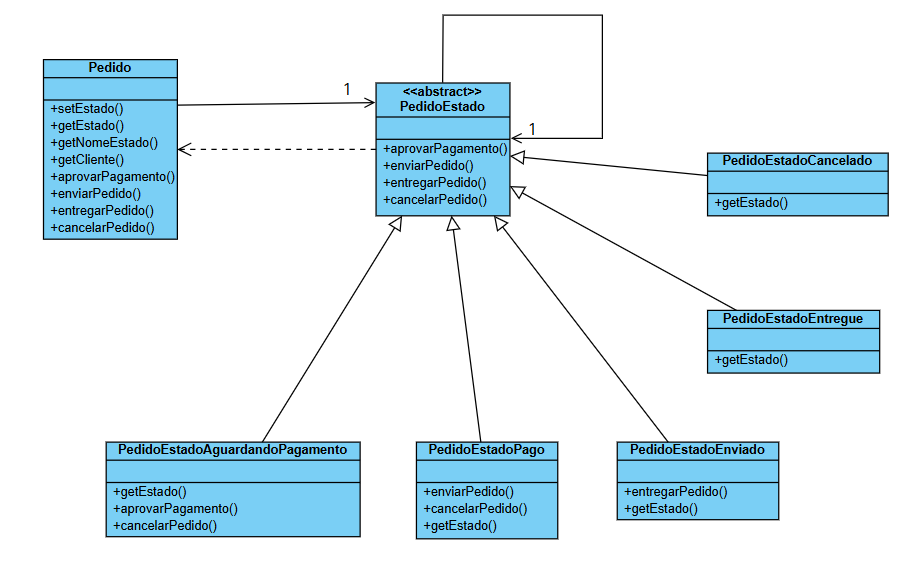 Pedido
+setEstado()
+getEstado()
+getNomeEstado()
+getCliente()
+aprovarPagamento()
+enviarPedido()
+entregarPedido()
+cancelarPedido()
1
<<abstract>>
PedidoEstado
+aprovarPagamento()
+enviarPedido()
+entregarPedido()
+cancelarPedido()
1
PedidoEstadoCancelado
+getEstado()
PedidoEstadoEntregue
+getEstado()
PedidoEstadoAguardandoPagamento
+getEstado()
+aprovarPagamento()
+cancelarPedido()
PedidoEstadoPago
+enviarPedido()
+cancelarPedido()
+getEstado()
PedidoEstadoEnviado
+entregarPedido()
+getEstado()